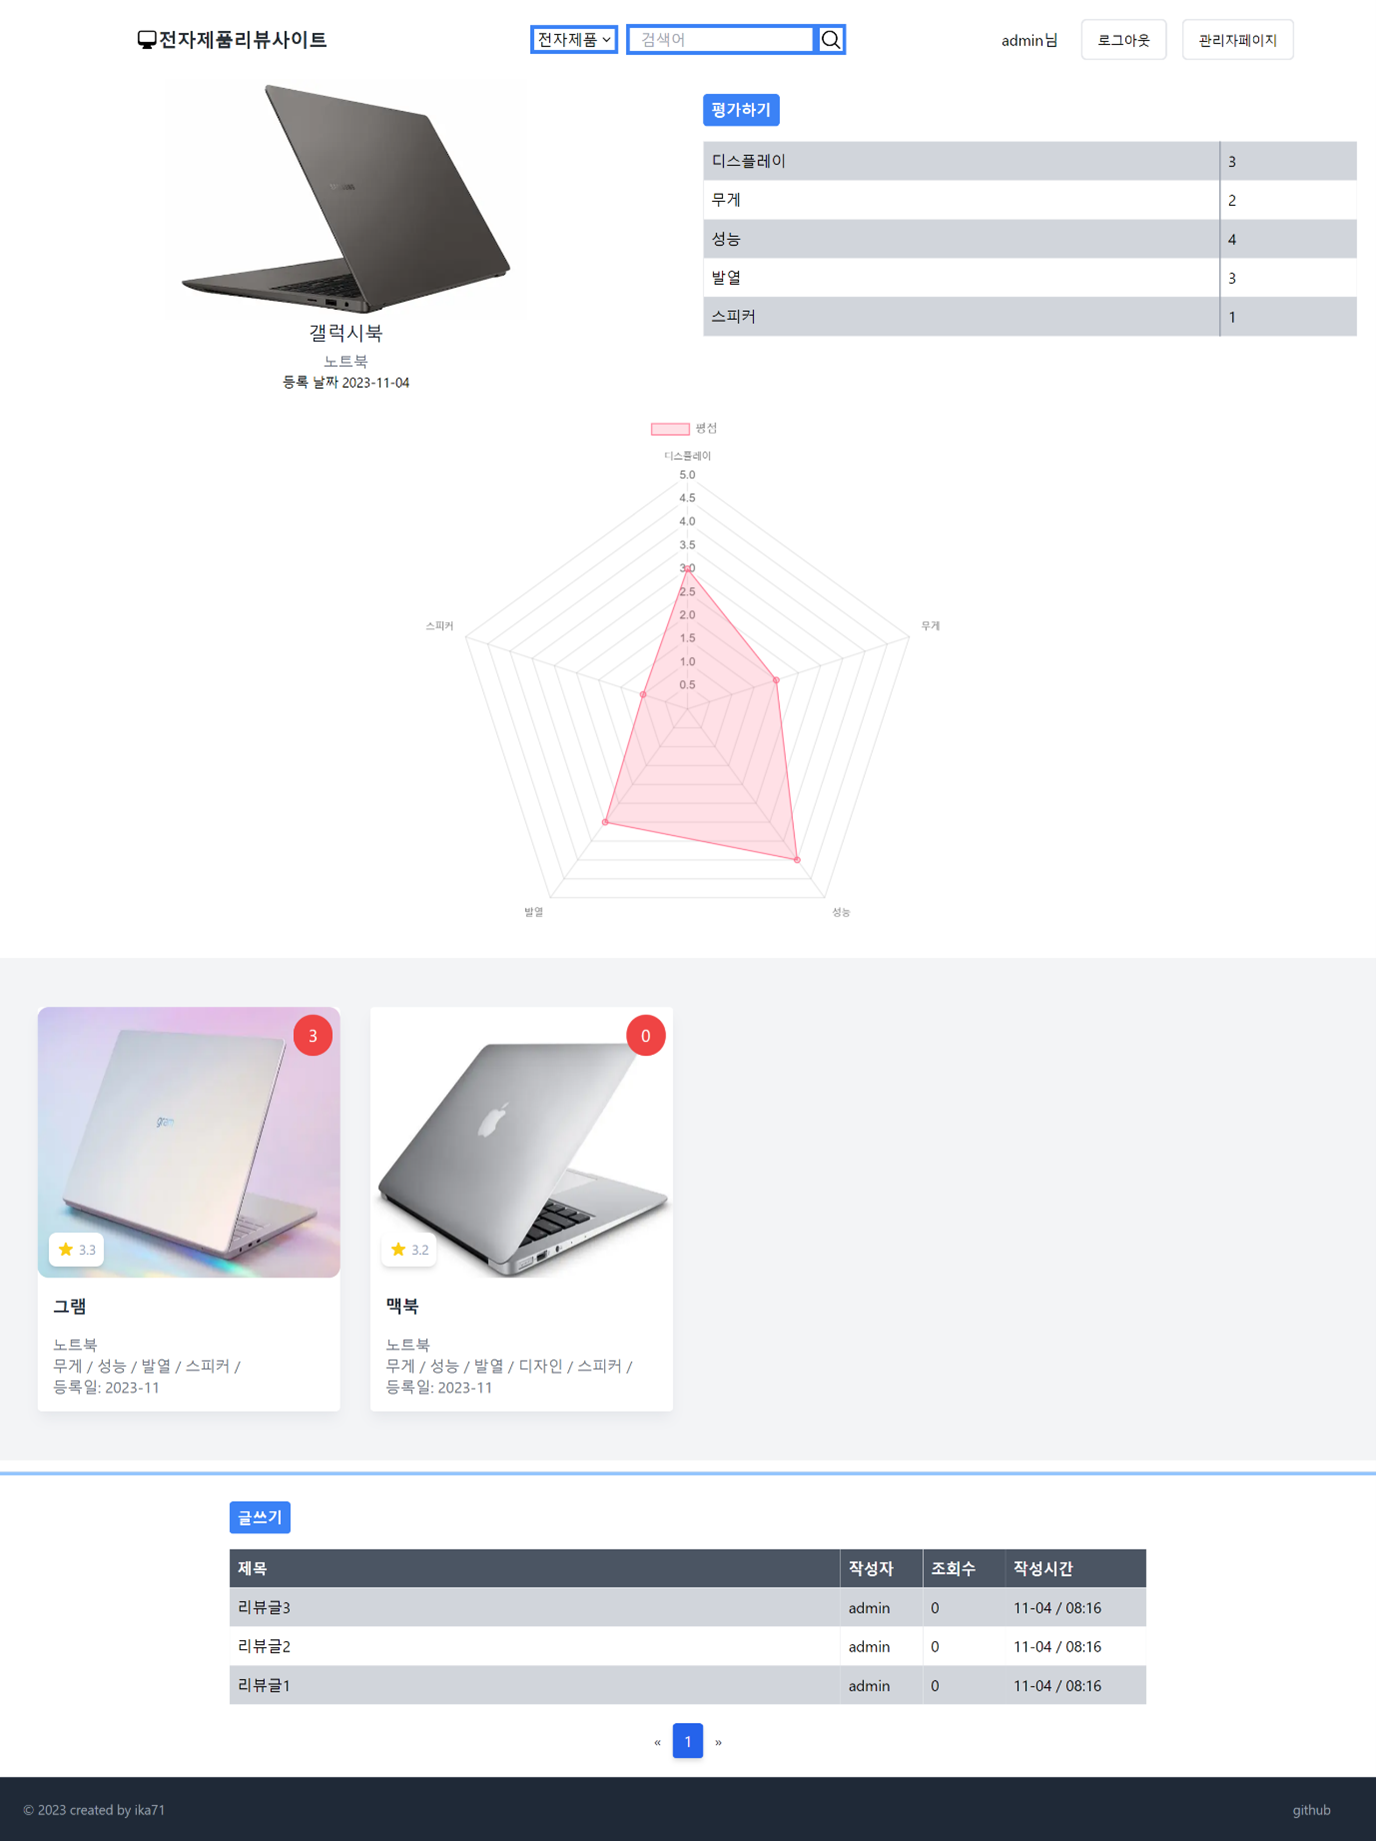 전자제품리뷰사이트
전자제품
검색어
admin님
로그아웃
관리자페이지
평가하기
디스플레이 3
무게 2
성능 4
발열 3
스피커 1
SAMSUNG
갤럭시북
노트북
등록 날짜 2023-11-04
평점
디스플레이
5.0
4.5
4.0
3.5
3.0
2.5
2.0
1.5
1.0
0.5
스피커
무게
발열
성능
3
gram
3.3
그램
노트북
무게 / 성능 / 발열 / 스피커 /
등록일: 2023-11
0
3.2
맥북
노트북
무게 / 성능 / 발열 / 디자인 / 스피커 /
등록일: 2023-11
글쓰기
제목 작성자 조회수 작성시간
리뷰글3 admin 0 11-04 / 08:16
리뷰글2 admin 0 11-04 / 08:16
리뷰글1 admin 0 11-04 / 08:16
« 1 »
© 2023 created by ika71
github